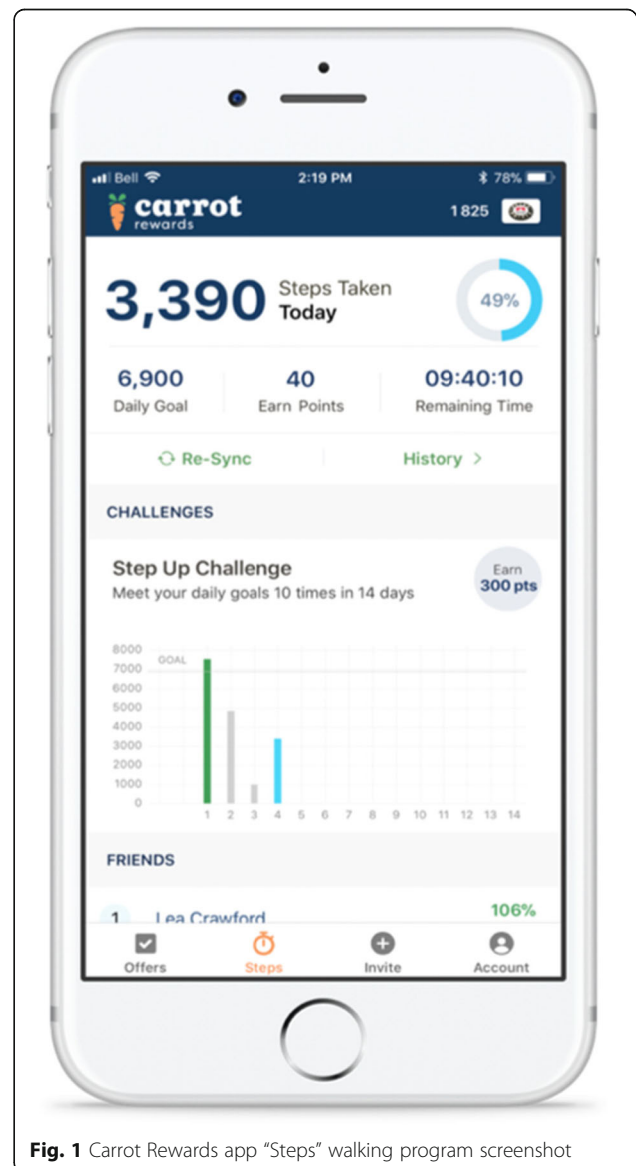 Bell 2:19 PM 78%
carrot
rewards
1 825
3,390 Steps Taken
Today
49%
6,900 40 09:40:10
Daily Goal Earn Points Remaining Time
Re-Sync History >
CHALLENGES
Step Up Challenge
Meet your daily goals 10 times in 14 days
Earn
300 pts
8000
GOAL
7000
6000
5000
4000
3000
2000
1000
0
1 2 3 4 5 6 7 8 9 10 11 12 13 14
FRIENDS
1 Lea Crawford 106%
Offers Steps Invite Account
Fig. 1 Carrot Rewards app “Steps” walking program screenshot